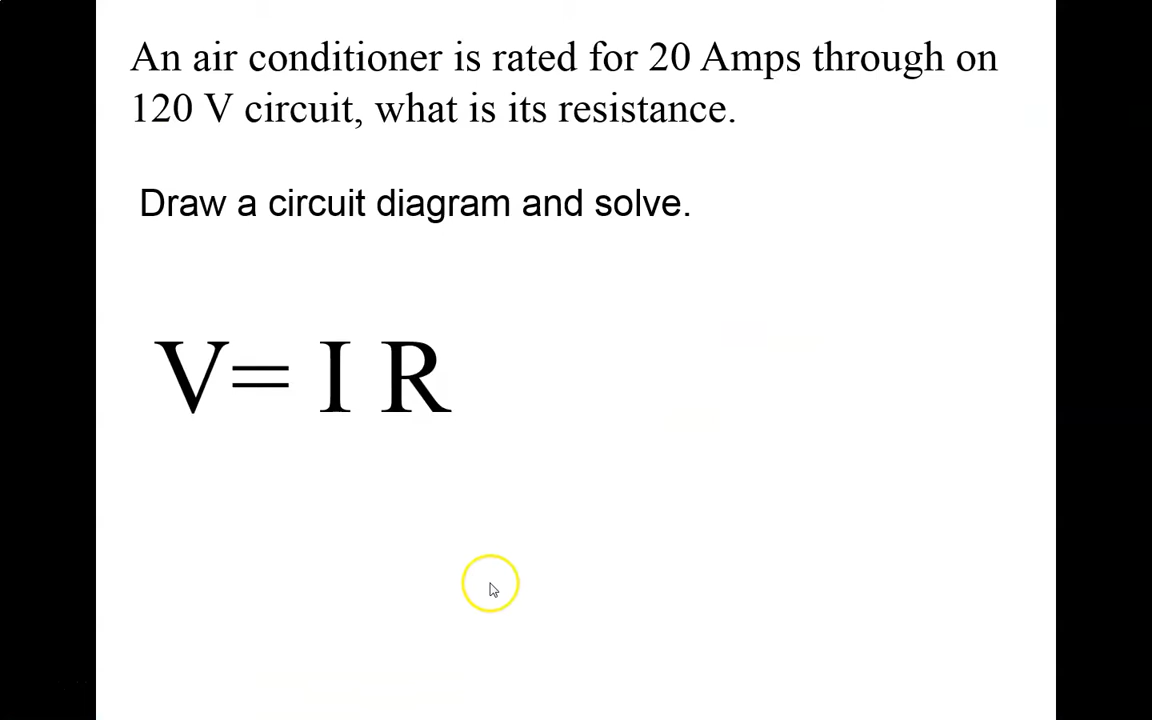 An air conditioner is rated for 20 Amps through on
120 V circuit, what is its resistance.
Draw a circuit diagram and solve.
V= I R